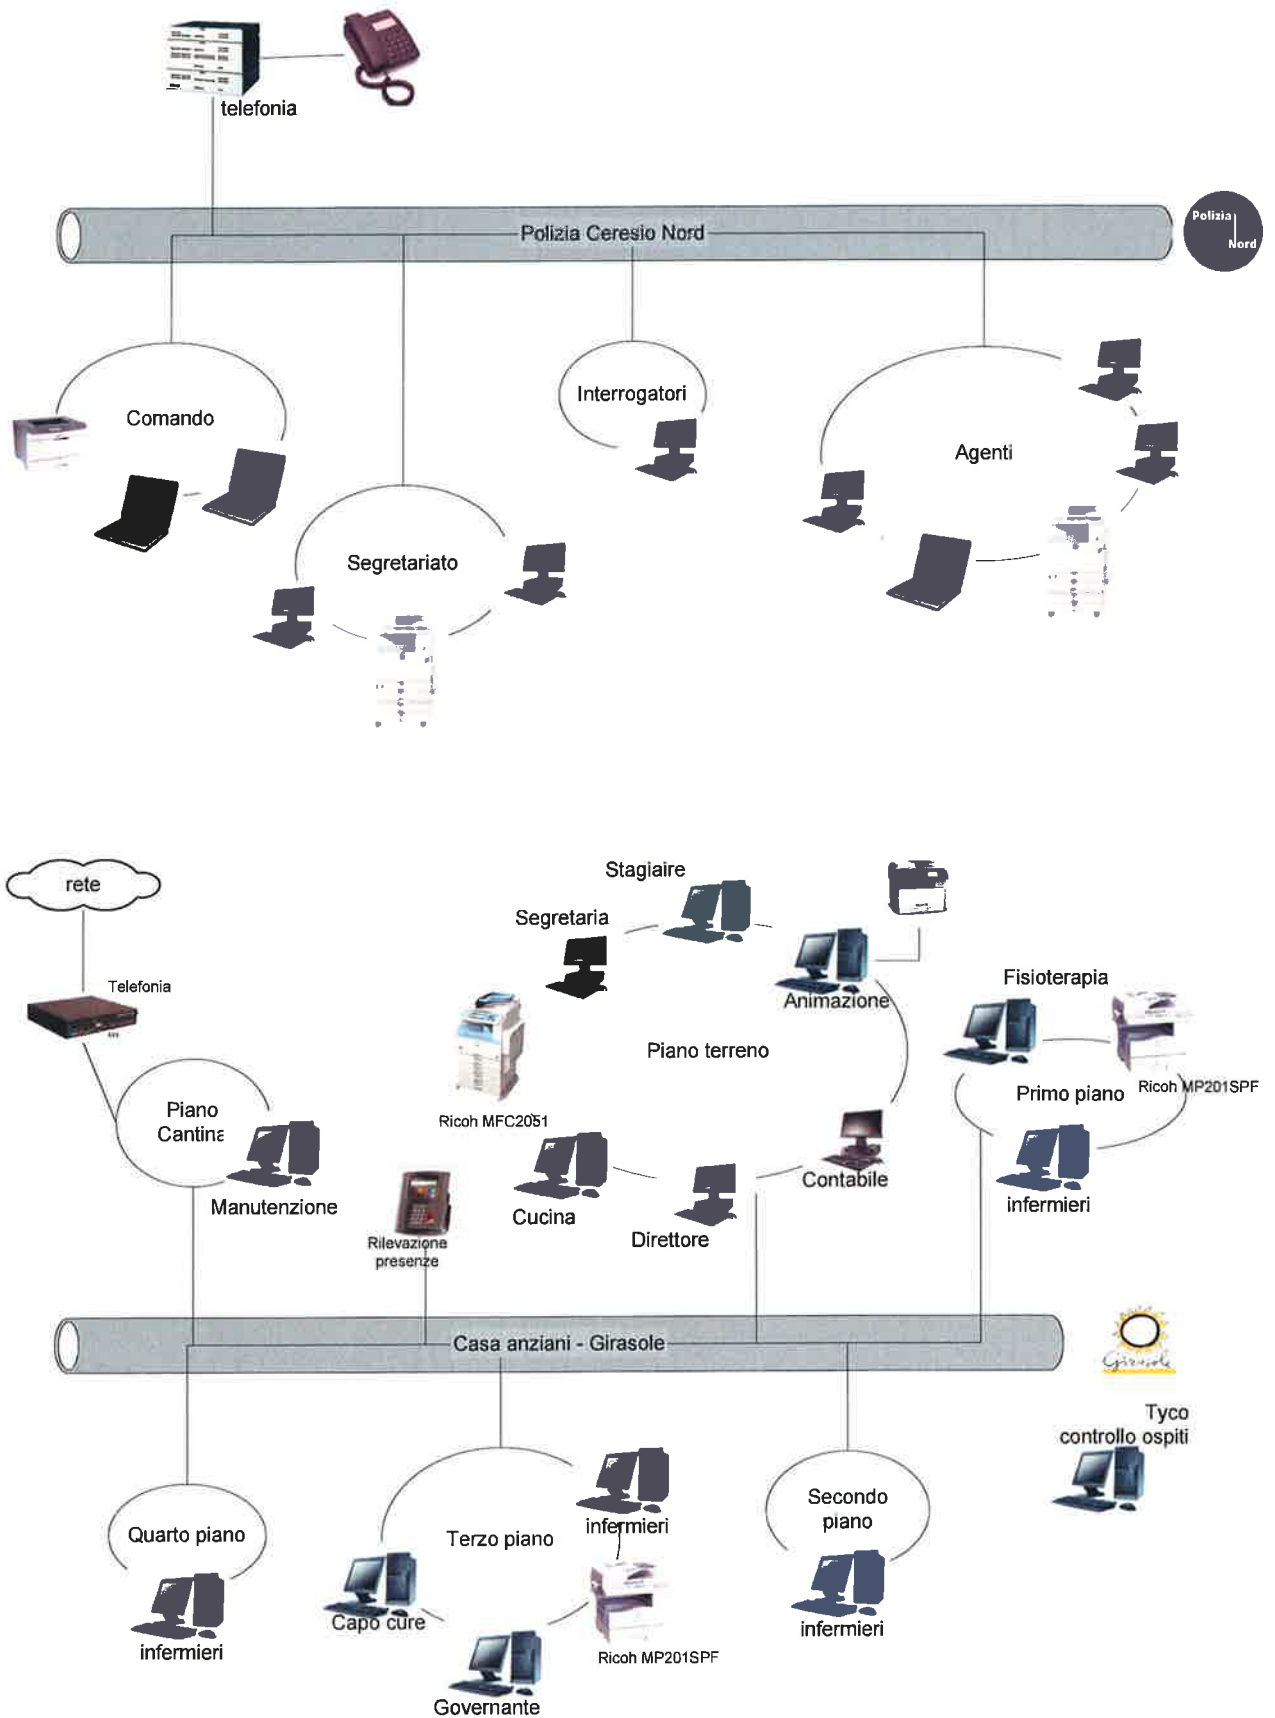 telefonia
Polizia Ceresio Nord
Polizia
Nord
Comando
Interrogatori
Agenti
Segretariato
rete
Stagiaire
Segretaria
Telefonia
Fisioterapia
Animazione
Piano terreno
Ricoh MP201SPF
Primo piano
Piano
Cantina
Ricoh MFC2051
Contabile
Manutenzione
Cucina
infermieri
Direttore
Rilevazione
presenze
Casa anziani - Girasole
Girasole
Tyco
controllo ospiti
Secondo
piano
infermieri
Quarto piano
Terzo piano
Capo cure
infermieri
infermieri
Ricoh MP201SPF
Governante